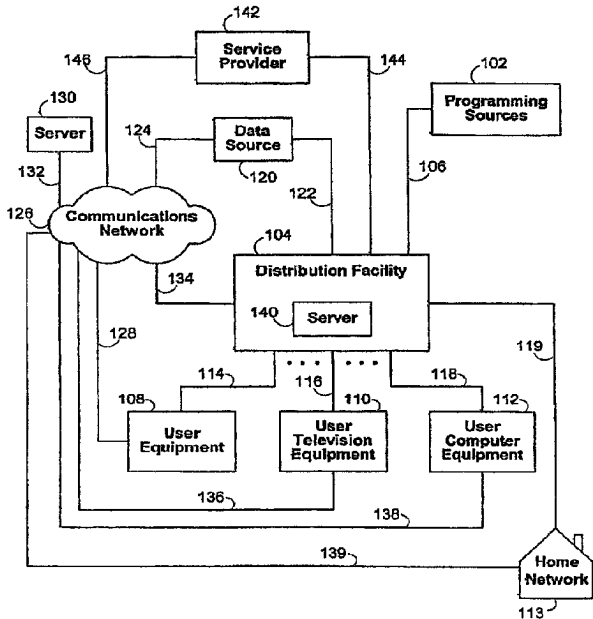 142
Service
Provider
146
144
102
Programming
Sources
130
Server
124
Data
Source
120
132
122
106
126
Communications
Network
104
Distribution Facility
134
140
Server
128
119
114
116
118
108
User
Equipment
110
User
Television
Equipment
112
User
Computer
Equipment
136
138
139
Home
Network
113